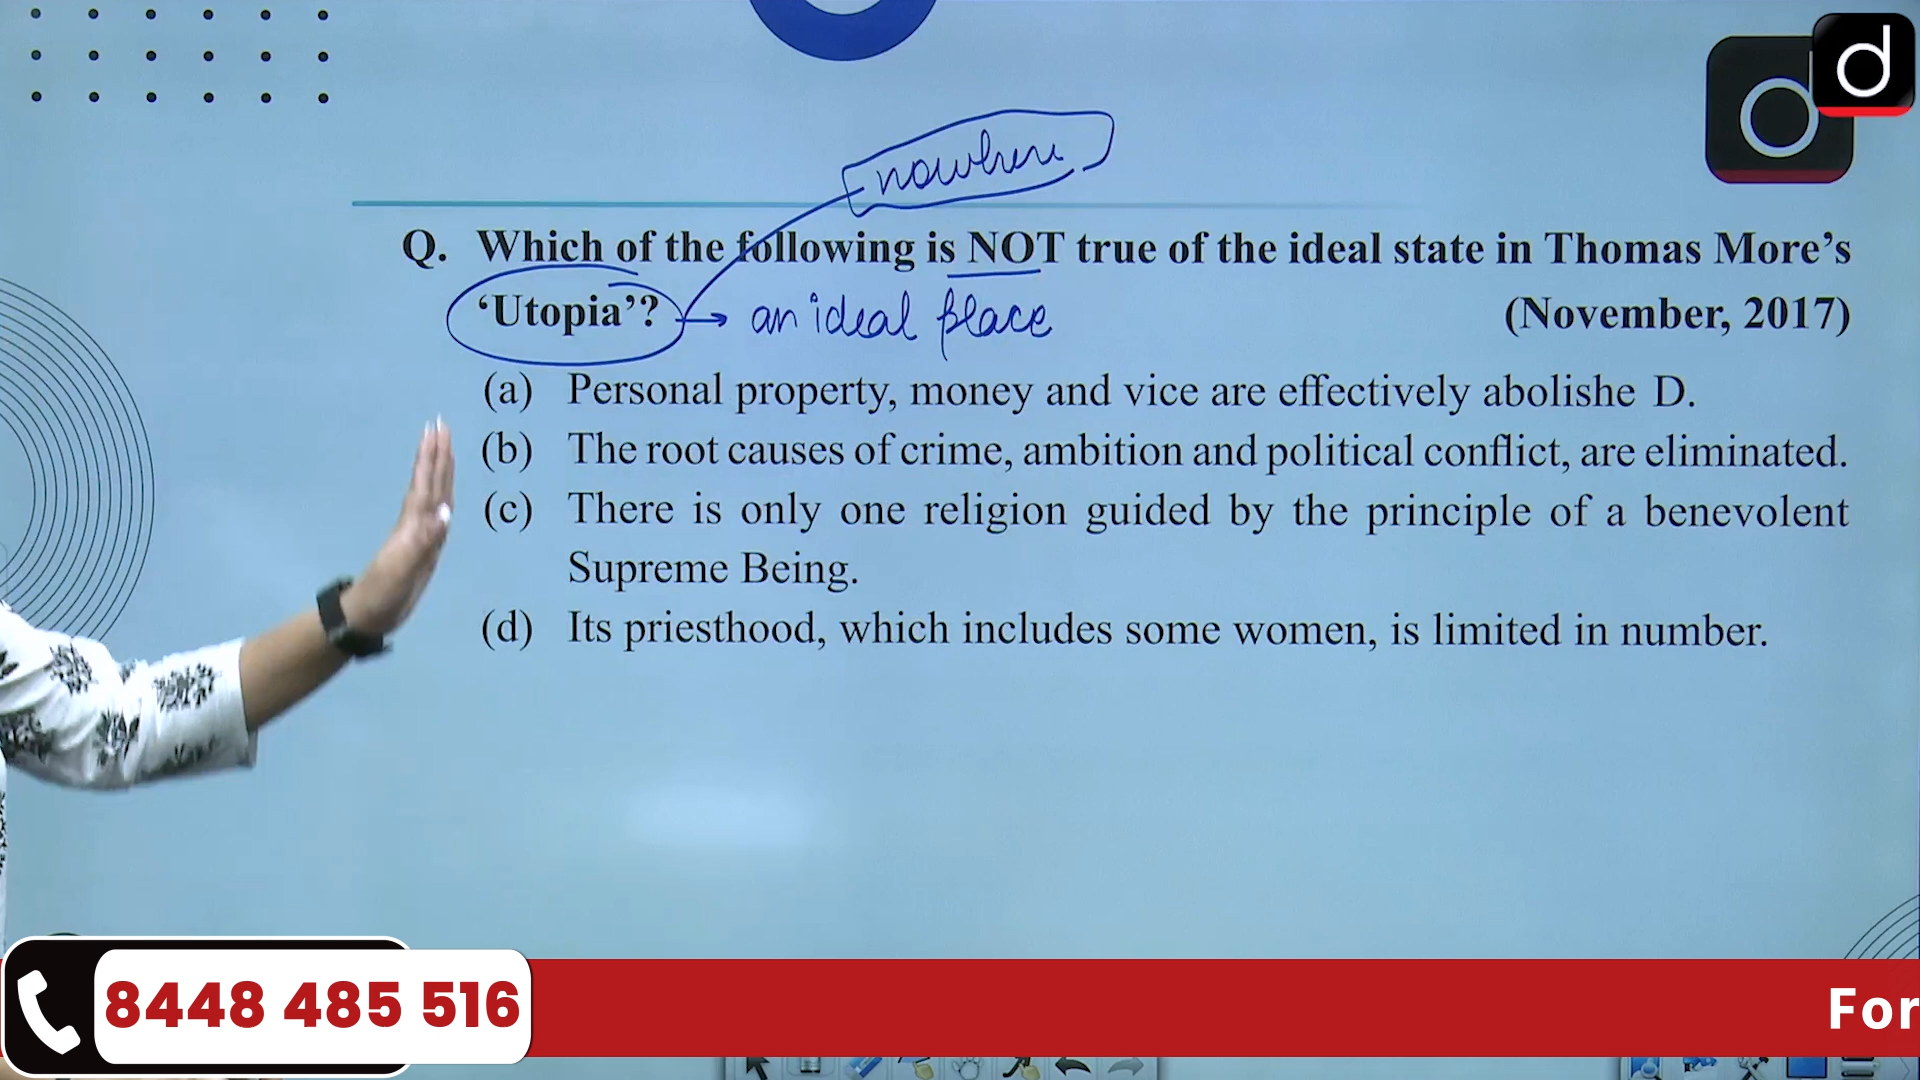 nowhere
Q. Which of the following is NOT true of the ideal state in Thomas More’s
‘Utopia’? → an ideal place (November, 2017)
(a) Personal property, money and vice are effectively abolishe D.
(b) The root causes of crime, ambition and political conflict, are eliminated.
(c) There is only one religion guided by the principle of a benevolent
Supreme Being.
(d) Its priesthood, which includes some women, is limited in number.
8448 485 516
For